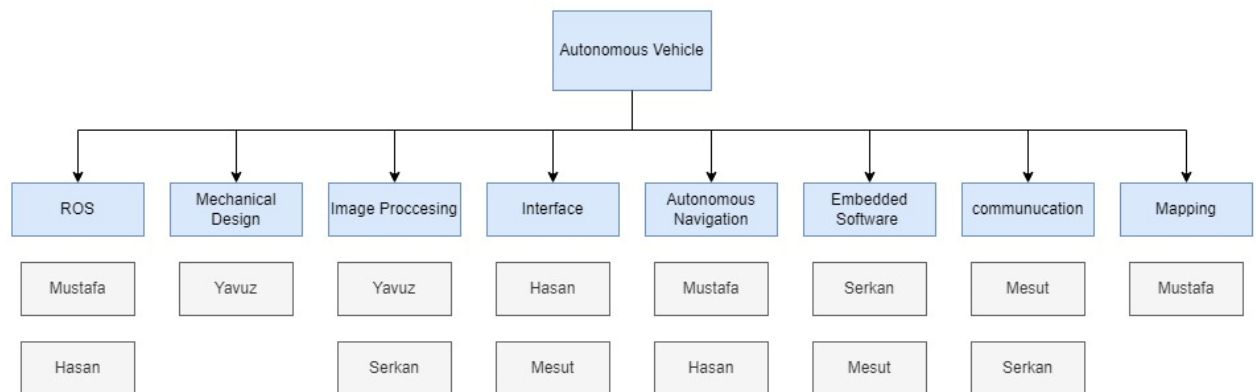 Autonomous Vehicle
ROS
Mechanical
Design
Image Proccesing
Interface
Autonomous
Navigation
Embedded
Software
communucation
Mapping
Mustafa
Yavuz
Yavuz
Hasan
Mustafa
Serkan
Mesut
Mustafa
Hasan
Serkan
Mesut
Hasan
Mesut
Serkan